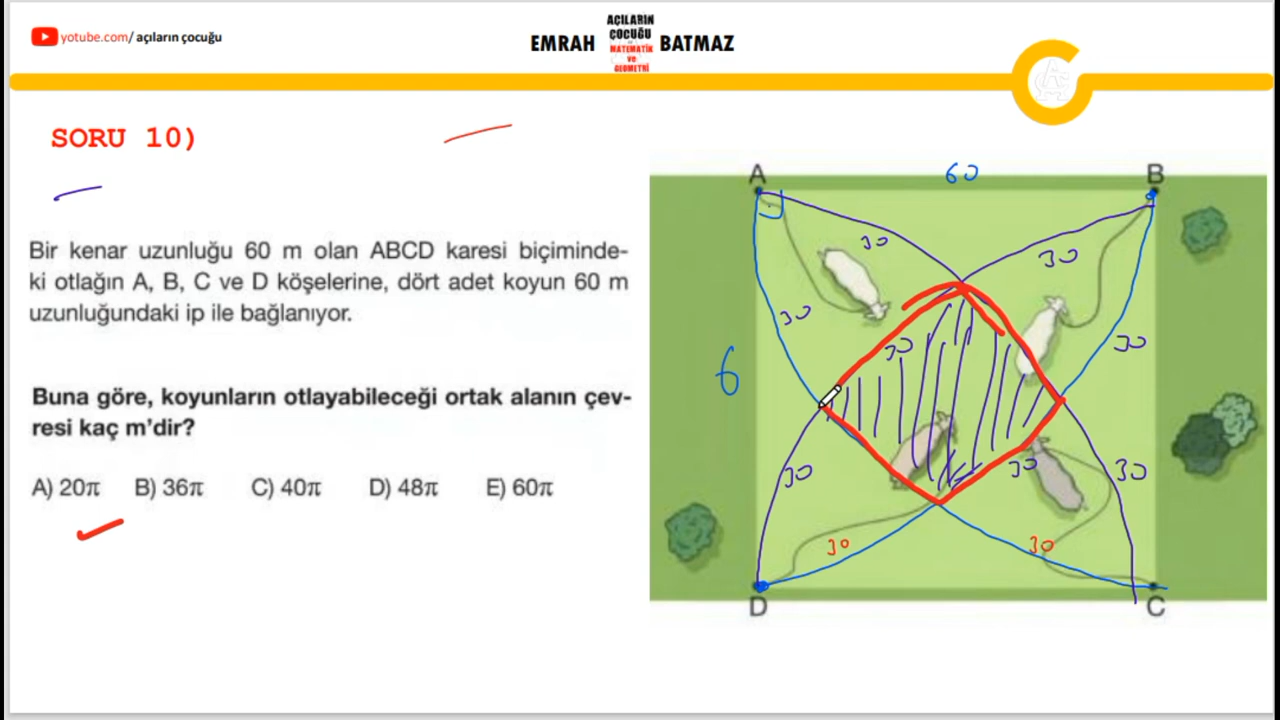 yotube.com/ açıların çocuğu
EMRAH
AÇILARIN
ÇOCUĞU
MATEMATİK
ve
GEOMETRİ
BATMAZ
SORU 10)
Bir kenar uzunluğu 60 m olan ABCD karesi biçiminde-
ki otlağın A, B, C ve D köşelerine, dört adet koyun 60 m
uzunluğundaki ip ile bağlanıyor.
Buna göre, koyunların otlayabileceği ortak alanın çev-
resi kaç m'dir?
A) 20π B) 36π C) 40π D) 48π E) 60π
A 60 B
30 30
30 30 30
6
30 30 30
30 30
D C